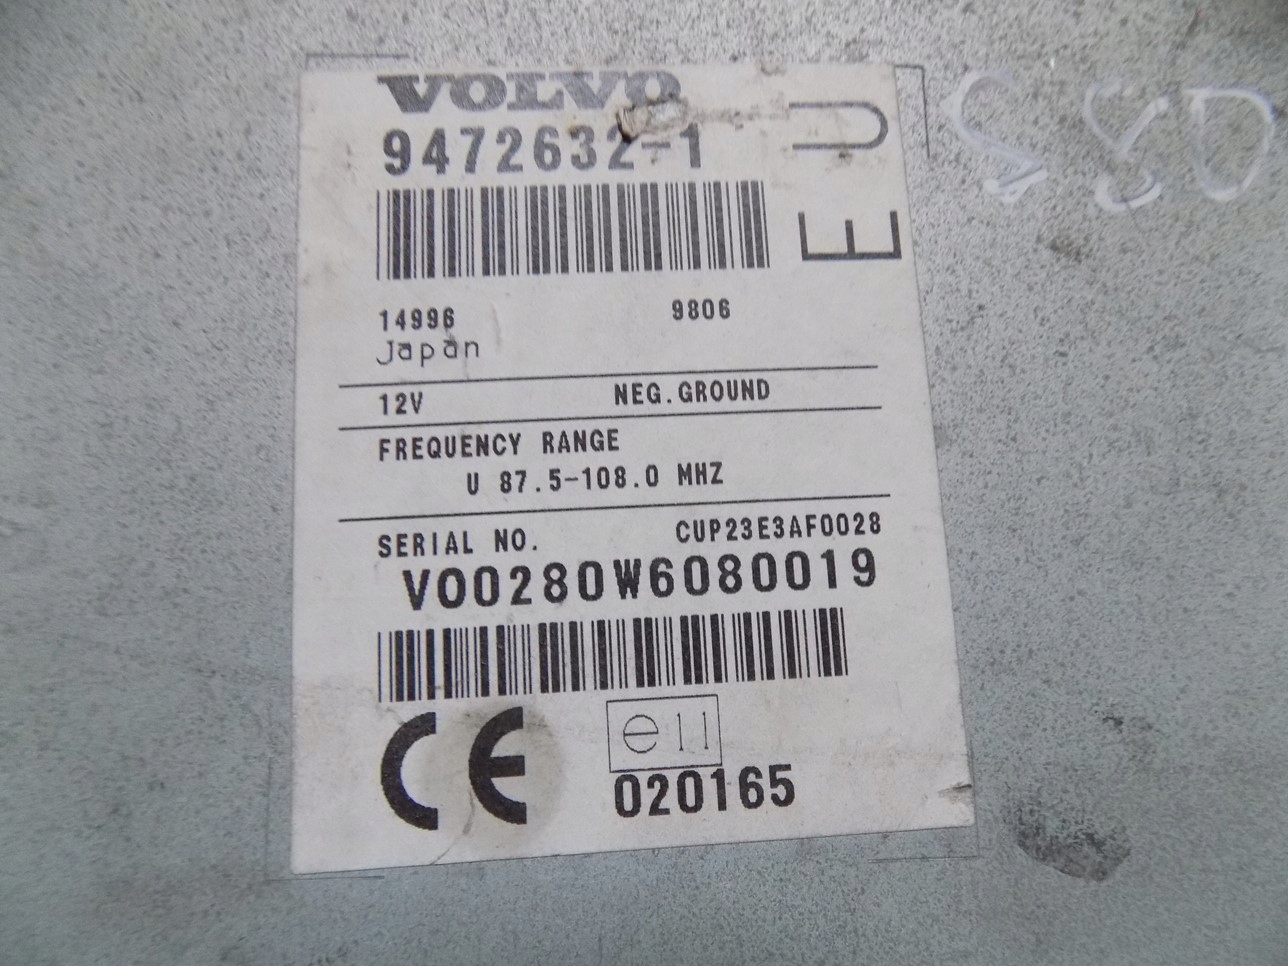 VOLVO
9472632-1
EU
S80
14996 9806
Japan
12V NEG.GROUND
FREQUENCY RANGE
U 87.5-108.0 MHZ
SERIAL NO. CUP23E3AF0028
VO0280W6080019
CE
e11
020165